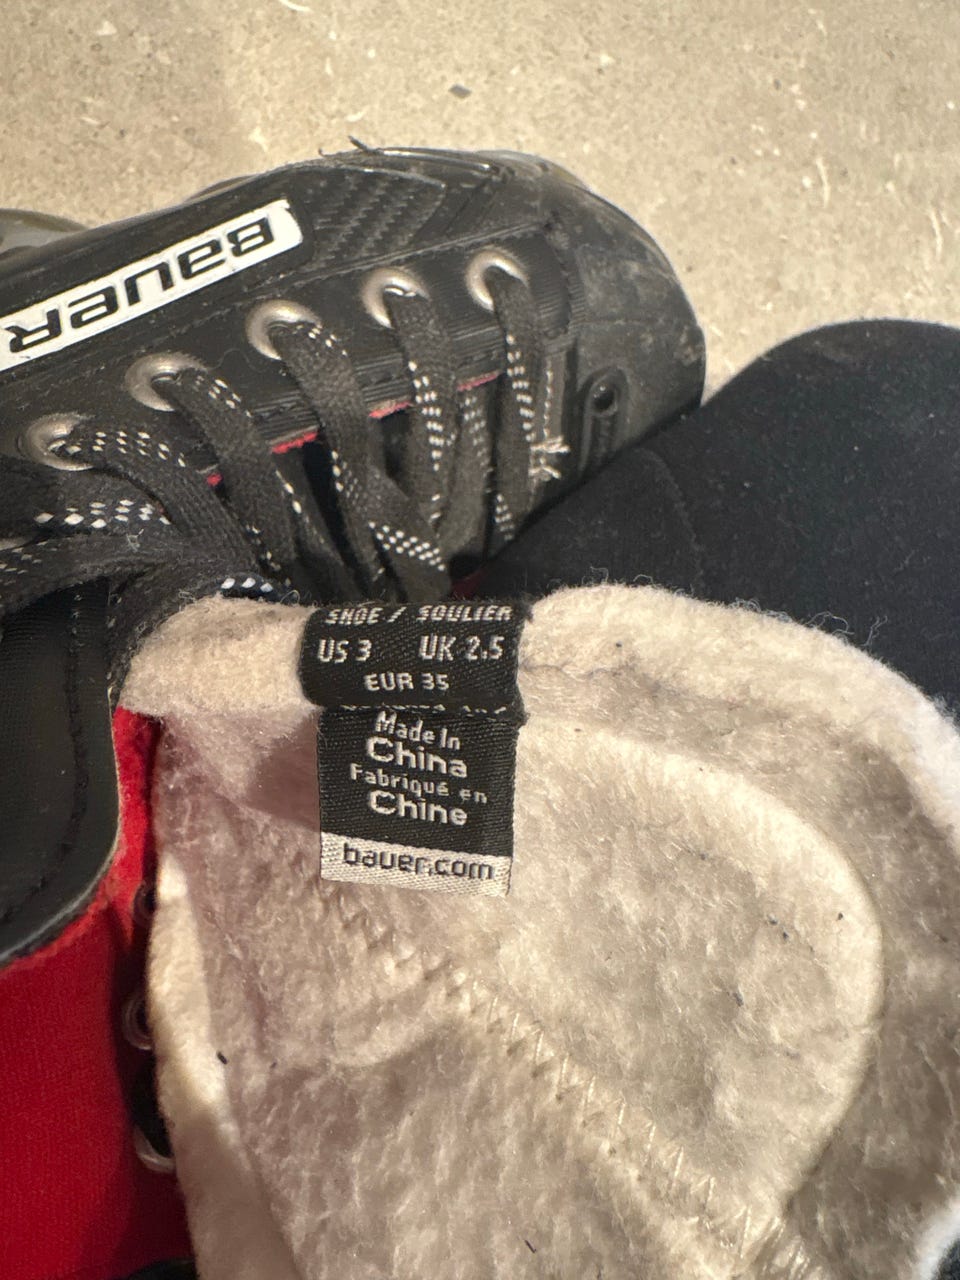 BAUER
SHOE / SOULIER
US 3 UK 2.5
EUR 35
Made In
China
Fabriqué en
Chine
bauer.com